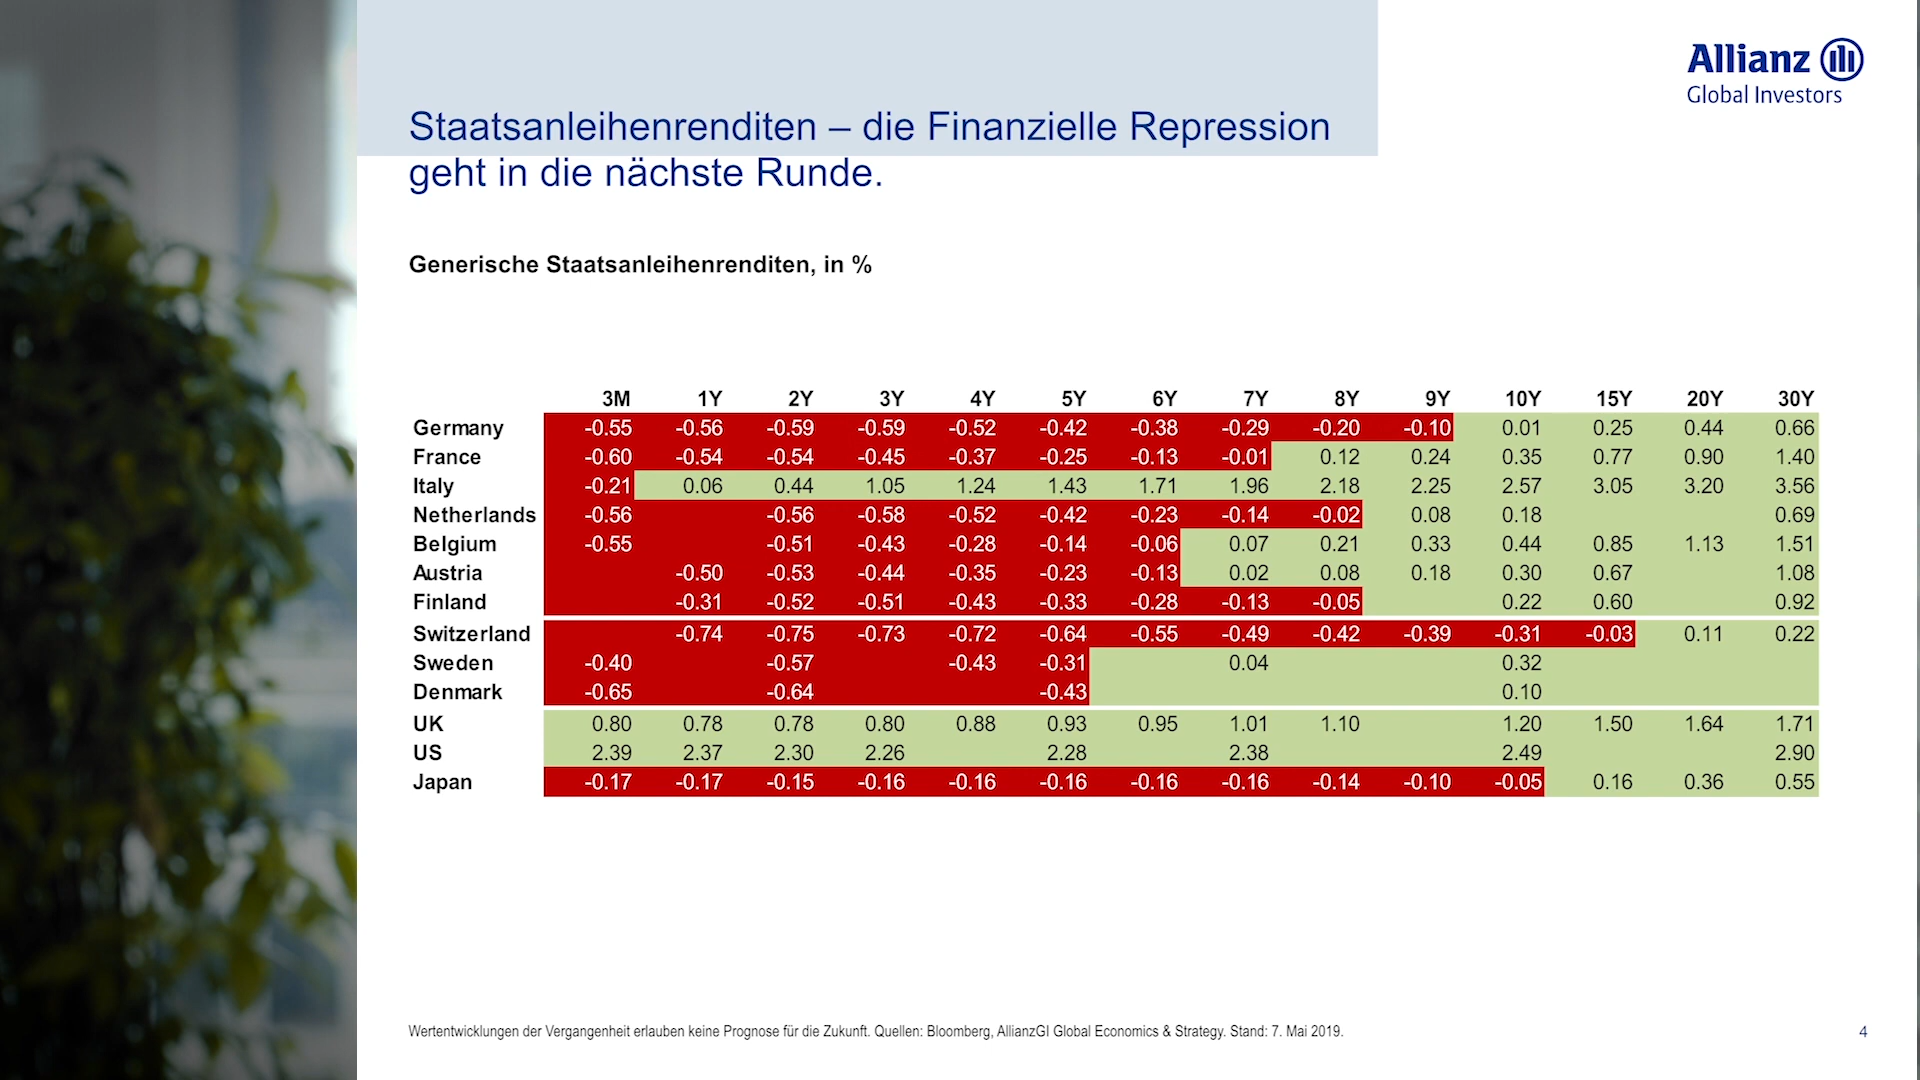 Allianz
Global Investors
Staatsanleihenrenditen – die Finanzielle Repression
geht in die nächste Runde.
Generische Staatsanleihenrenditen, in %
3M 1Y 2Y 3Y 4Y 5Y 6Y 7Y 8Y 9Y 10Y 15Y 20Y 30Y
Germany -0.55 -0.56 -0.59 -0.59 -0.52 -0.42 -0.38 -0.29 -0.20 -0.10 0.01 0.25 0.44 0.66
France -0.60 -0.54 -0.54 -0.45 -0.37 -0.25 -0.13 -0.01 0.12 0.24 0.35 0.77 0.90 1.40
Italy -0.21 0.06 0.44 1.05 1.24 1.43 1.71 1.96 2.18 2.25 2.57 3.05 3.20 3.56
Netherlands -0.56 -0.56 -0.58 -0.52 -0.42 -0.23 -0.14 -0.02 0.08 0.18 0.69
Belgium -0.55 -0.51 -0.43 -0.28 -0.14 -0.06 0.07 0.21 0.33 0.44 0.85 1.13 1.51
Austria -0.50 -0.53 -0.44 -0.35 -0.23 -0.13 0.02 0.08 0.18 0.30 0.67 1.08
Finland -0.31 -0.52 -0.51 -0.43 -0.33 -0.28 -0.13 -0.05 0.22 0.60 0.92
Switzerland -0.74 -0.75 -0.73 -0.72 -0.64 -0.55 -0.49 -0.42 -0.39 -0.31 -0.03 0.11 0.22
Sweden -0.40 -0.57 -0.43 -0.31 0.04 0.32
Denmark -0.65 -0.64 -0.43 0.10
UK 0.80 0.78 0.78 0.80 0.88 0.93 0.95 1.01 1.10 1.20 1.50 1.64 1.71
US 2.39 2.37 2.30 2.26 2.28 2.38 2.49 2.90
Japan -0.17 -0.17 -0.15 -0.16 -0.16 -0.16 -0.16 -0.16 -0.14 -0.10 -0.05 0.16 0.36 0.55
Wertentwicklungen der Vergangenheit erlauben keine Prognose für die Zukunft. Quellen: Bloomberg, AllianzGI Global Economics & Strategy. Stand: 7. Mai 2019.
4